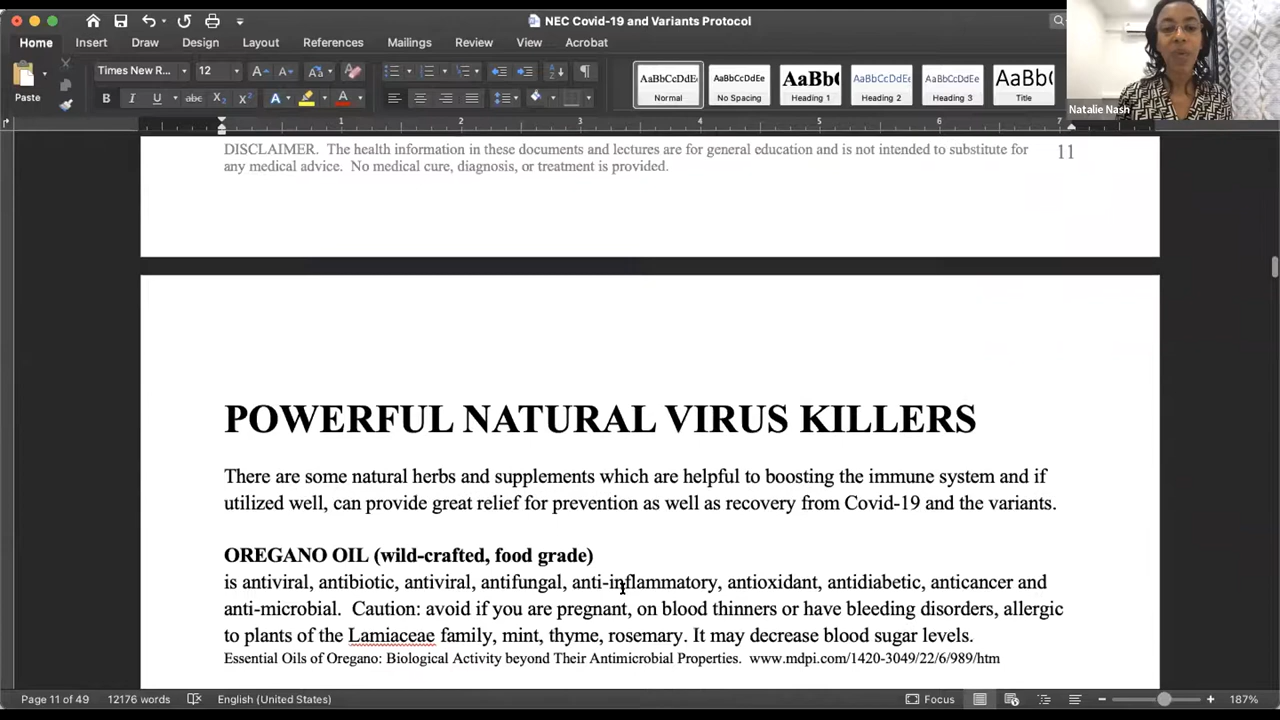 NEC Covid-19 and Variants Protocol
Home Insert Draw Design Layout References Mailings Review View Acrobat
Paste
Times New R... 12
AaBbCcDdEe AaBbCcDdEe AaBbC AaBbCcDdEe AaBbCcDdEe AaBb
Normal No Spacing Heading 1 Heading 2 Heading 3 Title
Natalie Nash
1 2 3 4 5 6 7
DISCLAIMER. The health information in these documents and lectures are for general education and is not intended to substitute for
any medical advice. No medical cure, diagnosis, or treatment is provided.
11
POWERFUL NATURAL VIRUS KILLERS
There are some natural herbs and supplements which are helpful to boosting the immune system and if
utilized well, can provide great relief for prevention as well as recovery from Covid-19 and the variants.
OREGANO OIL (wild-crafted, food grade)
is antiviral, antibiotic, antiviral, antifungal, anti-inflammatory, antioxidant, antidiabetic, anticancer and
anti-microbial. Caution: avoid if you are pregnant, on blood thinners or have bleeding disorders, allergic
to plants of the Lamiaceae family, mint, thyme, rosemary. It may decrease blood sugar levels.
Essential Oils of Oregano: Biological Activity beyond Their Antimicrobial Properties. www.mdpi.com/1420-3049/22/6/989/htm
Page 11 of 49 12176 words English (United States) Focus 187%